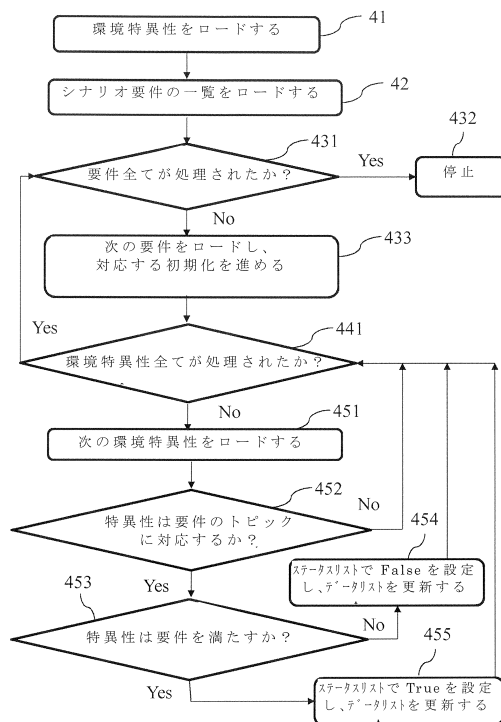 環境特異性をロードする
41
シナリオ要件の一覧をロードする
42
431
要件全てが処理されたか？
Yes
432
停止
No
次の要件をロードし、
対応する初期化を進める
433
Yes
441
環境特異性全てが処理されたか？
No
451
次の環境特異性をロードする
452
特異性は要件のトピック
に対応するか？
No
454
ｽﾃｰﾀｽﾘｽﾄで False を設定
し、ﾃﾞｰﾀﾘｽﾄを更新する
Yes
453
特異性は要件を満たすか？
No
455
Yes
ｽﾃｰﾀｽﾘｽﾄで True を設定
し、ﾃﾞｰﾀﾘｽﾄを更新する